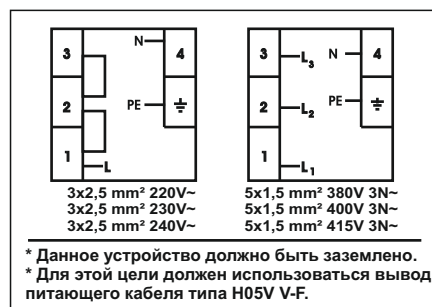 3 N 4
2 PE
1 L
3x2,5 mm² 220V~
3x2,5 mm² 230V~
3x2,5 mm² 240V~
3 L₃ N 4
2 L₂ PE
1 L₁
5x1,5 mm² 380V 3N~
5x1,5 mm² 400V 3N~
5x1,5 mm² 415V 3N~
* Данное устройство должно быть заземлено.
* Для этой цели должен использоваться вывод
питающего кабеля типа H05V V-F.